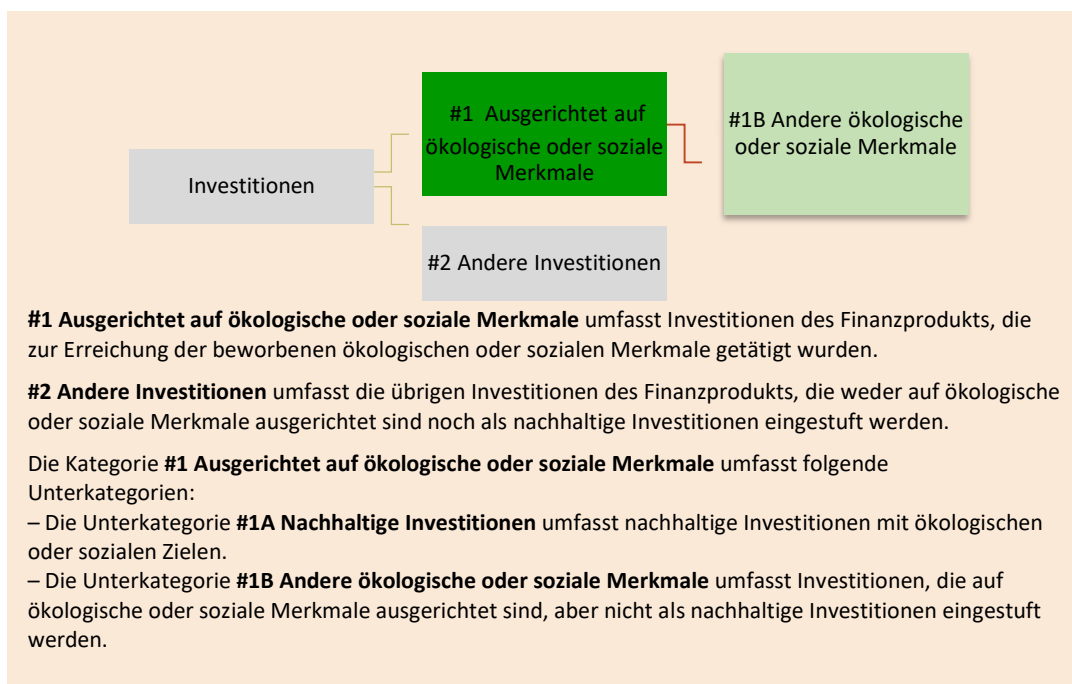 #1 Ausgerichtet auf
ökologische oder soziale
Merkmale
#1B Andere ökologische
oder soziale Merkmale
Investitionen
#2 Andere Investitionen
#1 Ausgerichtet auf ökologische oder soziale Merkmale umfasst Investitionen des Finanzprodukts, die
zur Erreichung der beworbenen ökologischen oder sozialen Merkmale getätigt wurden.
#2 Andere Investitionen umfasst die übrigen Investitionen des Finanzprodukts, die weder auf ökologische
oder soziale Merkmale ausgerichtet sind noch als nachhaltige Investitionen eingestuft werden.
Die Kategorie #1 Ausgerichtet auf ökologische oder soziale Merkmale umfasst folgende
Unterkategorien:
– Die Unterkategorie #1A Nachhaltige Investitionen umfasst nachhaltige Investitionen mit ökologischen
oder sozialen Zielen.
– Die Unterkategorie #1B Andere ökologische oder soziale Merkmale umfasst Investitionen, die auf
ökologische oder soziale Merkmale ausgerichtet sind, aber nicht als nachhaltige Investitionen eingestuft
werden.